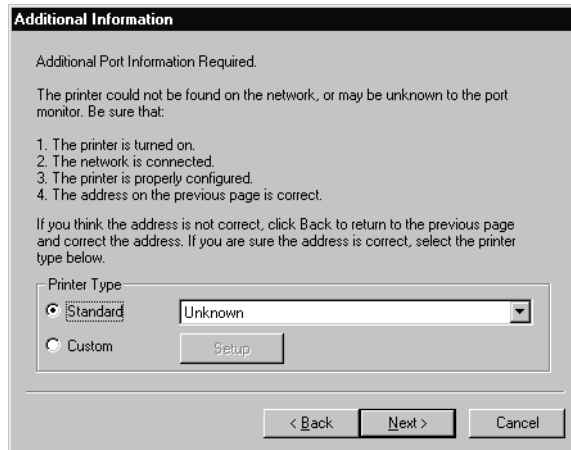 Additional Information
Additional Port Information Required.
The printer could not be found on the network, or may be unknown to the port
monitor. Be sure that:
1. The printer is turned on.
2. The network is connected.
3. The printer is properly configured.
4. The address on the previous page is correct.
If you think the address is not correct, click Back to return to the previous page
and correct the address. If you are sure the address is correct, select the printer
type below.
Printer Type
Standard
Unknown
Custom
Setup
< Back
Next >
Cancel